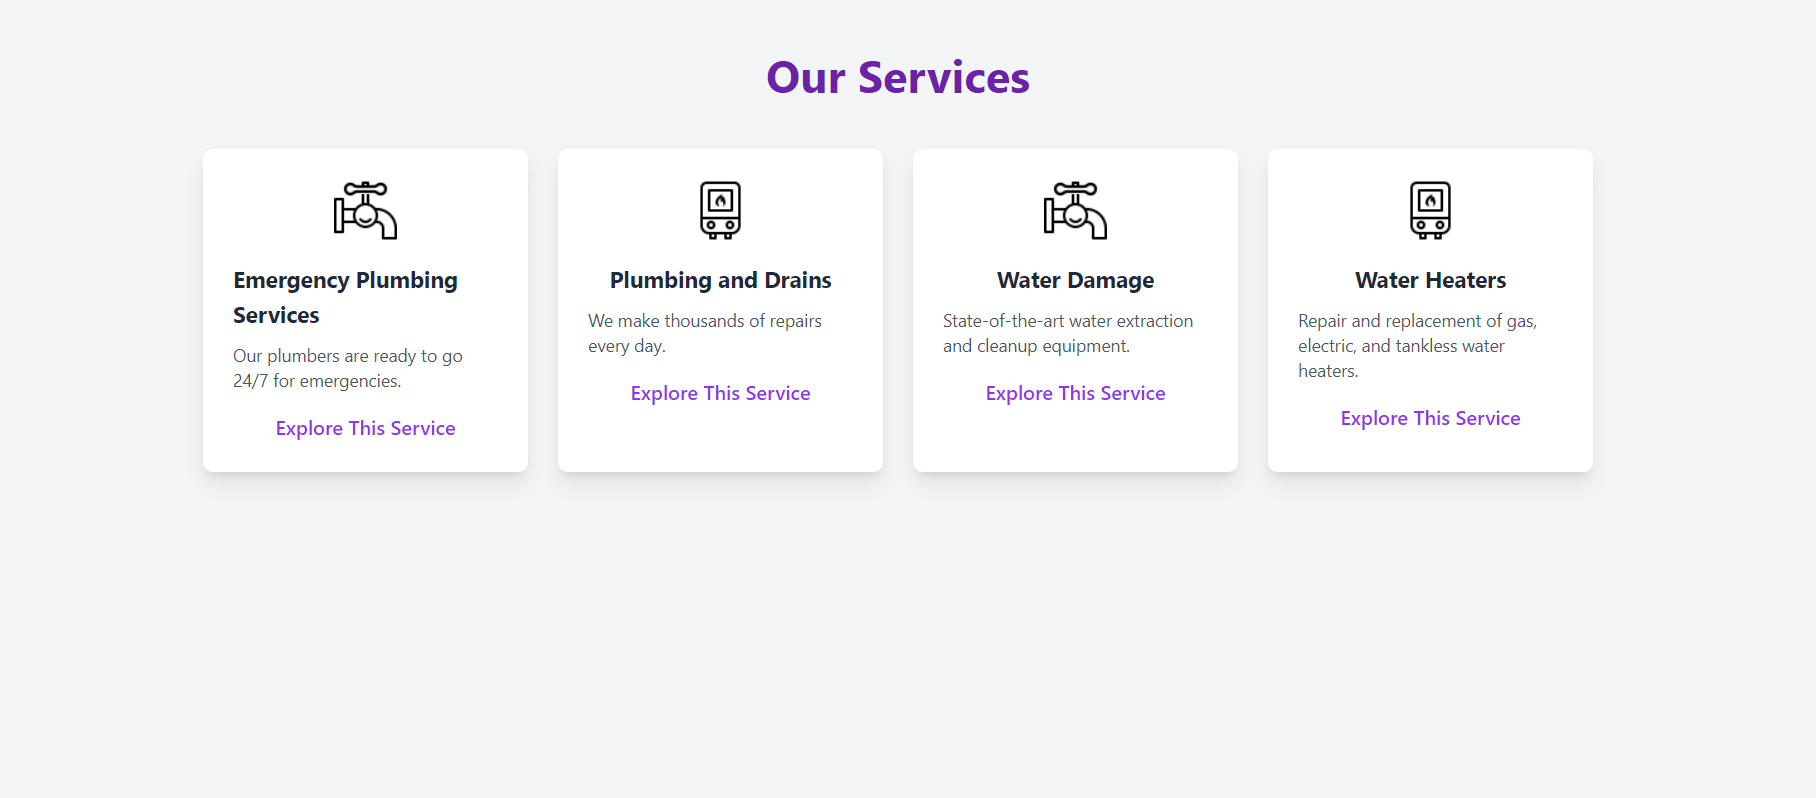 Our Services
Emergency Plumbing
Services
Our plumbers are ready to go
24/7 for emergencies.
Explore This Service
Plumbing and Drains
We make thousands of repairs
every day.
Explore This Service
Water Damage
State-of-the-art water extraction
and cleanup equipment.
Explore This Service
Water Heaters
Repair and replacement of gas,
electric, and tankless water
heaters.
Explore This Service